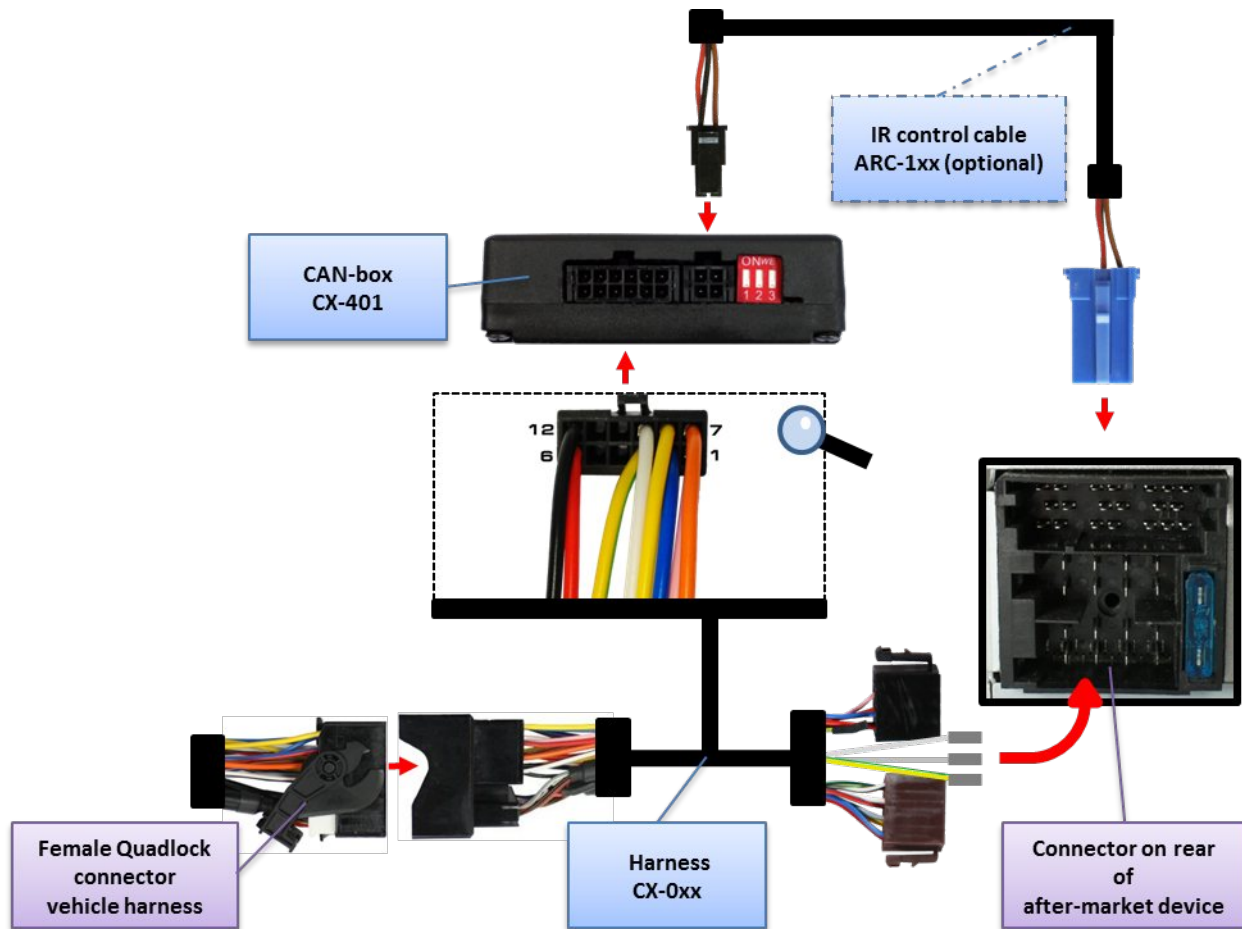 IR control cable
ARC-1xx (optional)
CAN-box
CX-401
ONWE
1 2 3
12
7
6
1
Female Quadlock
connector
vehicle harness
Harness
CX-0xx
Connector on rear
of
after-market device